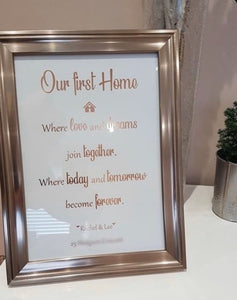 Our first Home
Where love and dreams
join together.
Where today and tomorrow
become forever.
"Rachel & Lee"